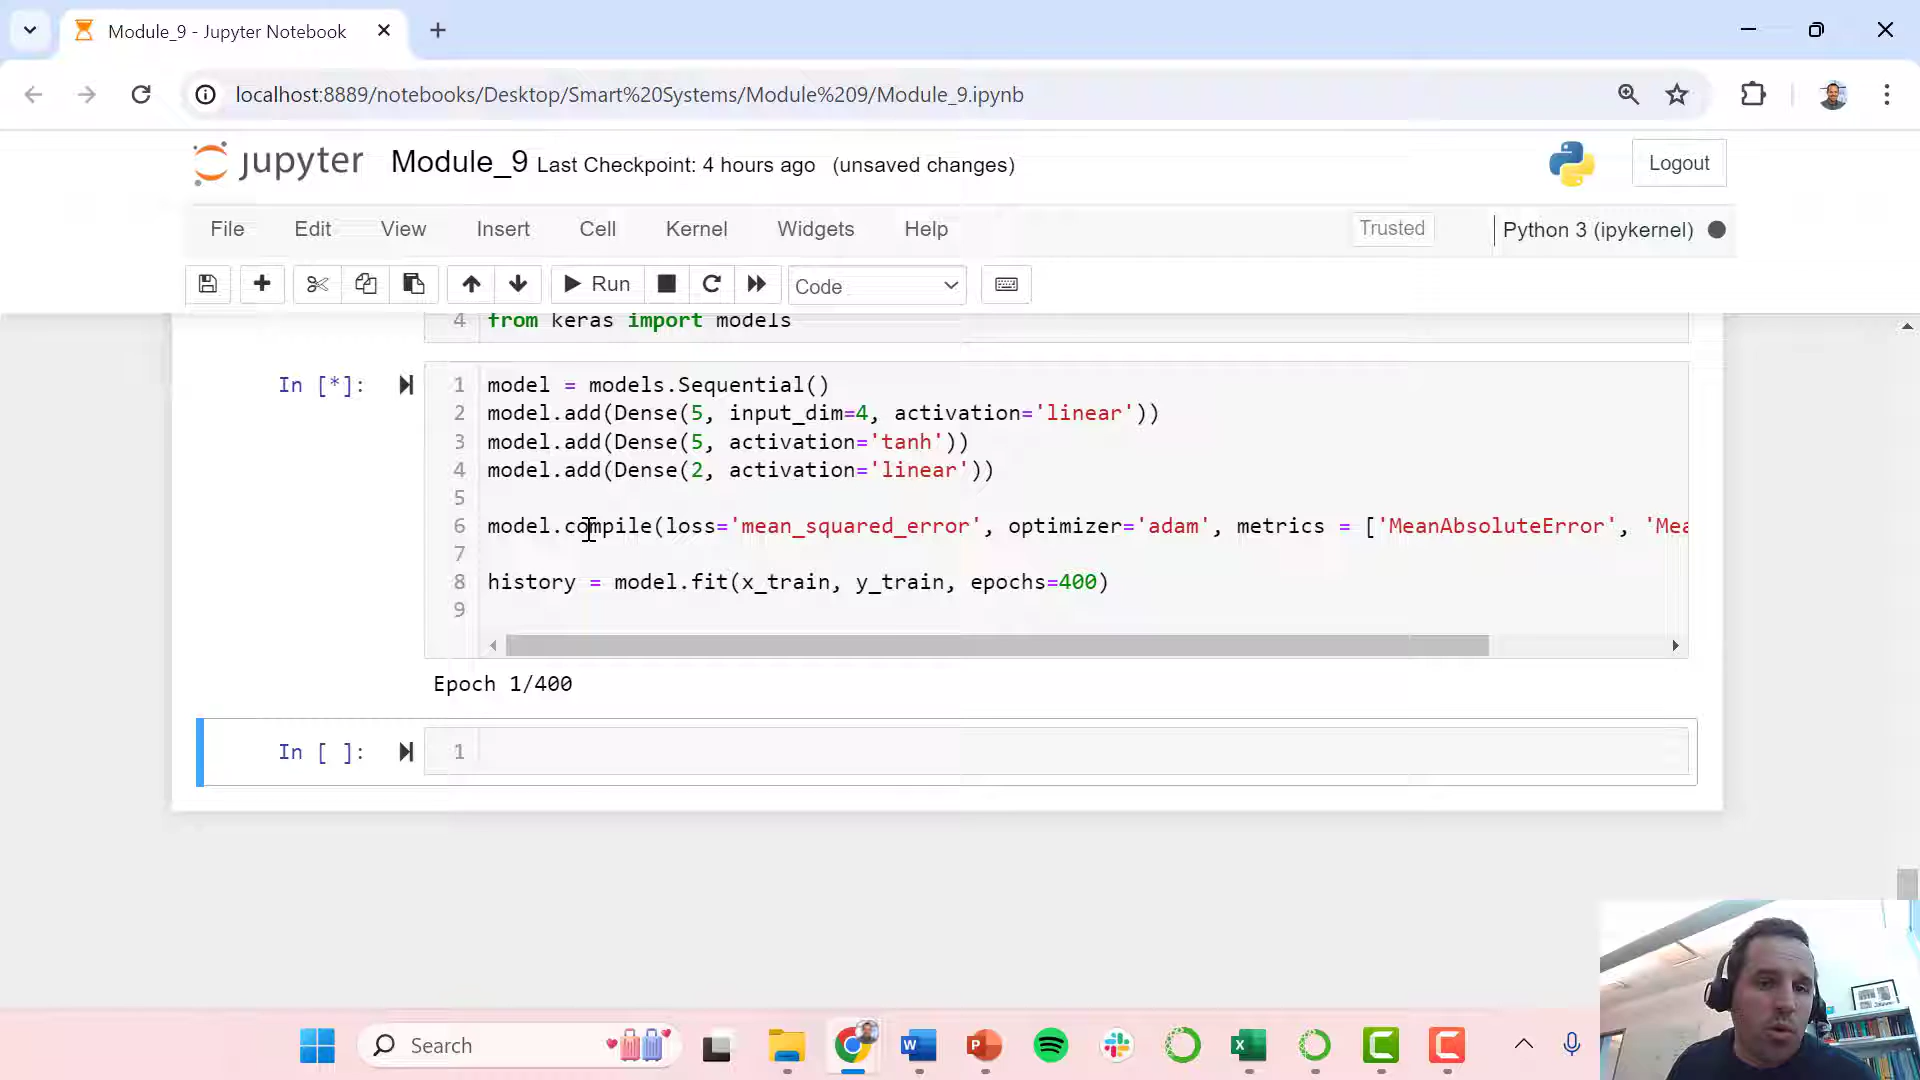 Module_9 - Jupyter Notebook
localhost:8889/notebooks/Desktop/Smart%20Systems/Module%209/Module_9.ipynb
jupyter Module_9 Last Checkpoint: 4 hours ago (unsaved changes)
Logout
File Edit View Insert Cell Kernel Widgets Help Trusted Python 3 (ipykernel)
Run Code
4 from keras import models
In [*]: 1 model = models.Sequential()
2 model.add(Dense(5, input_dim=4, activation='linear'))
3 model.add(Dense(5, activation='tanh'))
4 model.add(Dense(2, activation='linear'))
5
6 model.compile(loss='mean_squared_error', optimizer='adam', metrics = ['MeanAbsoluteError', 'Mea
7
8 history = model.fit(x_train, y_train, epochs=400)
9
Epoch 1/400
In [ ]: 1
Search